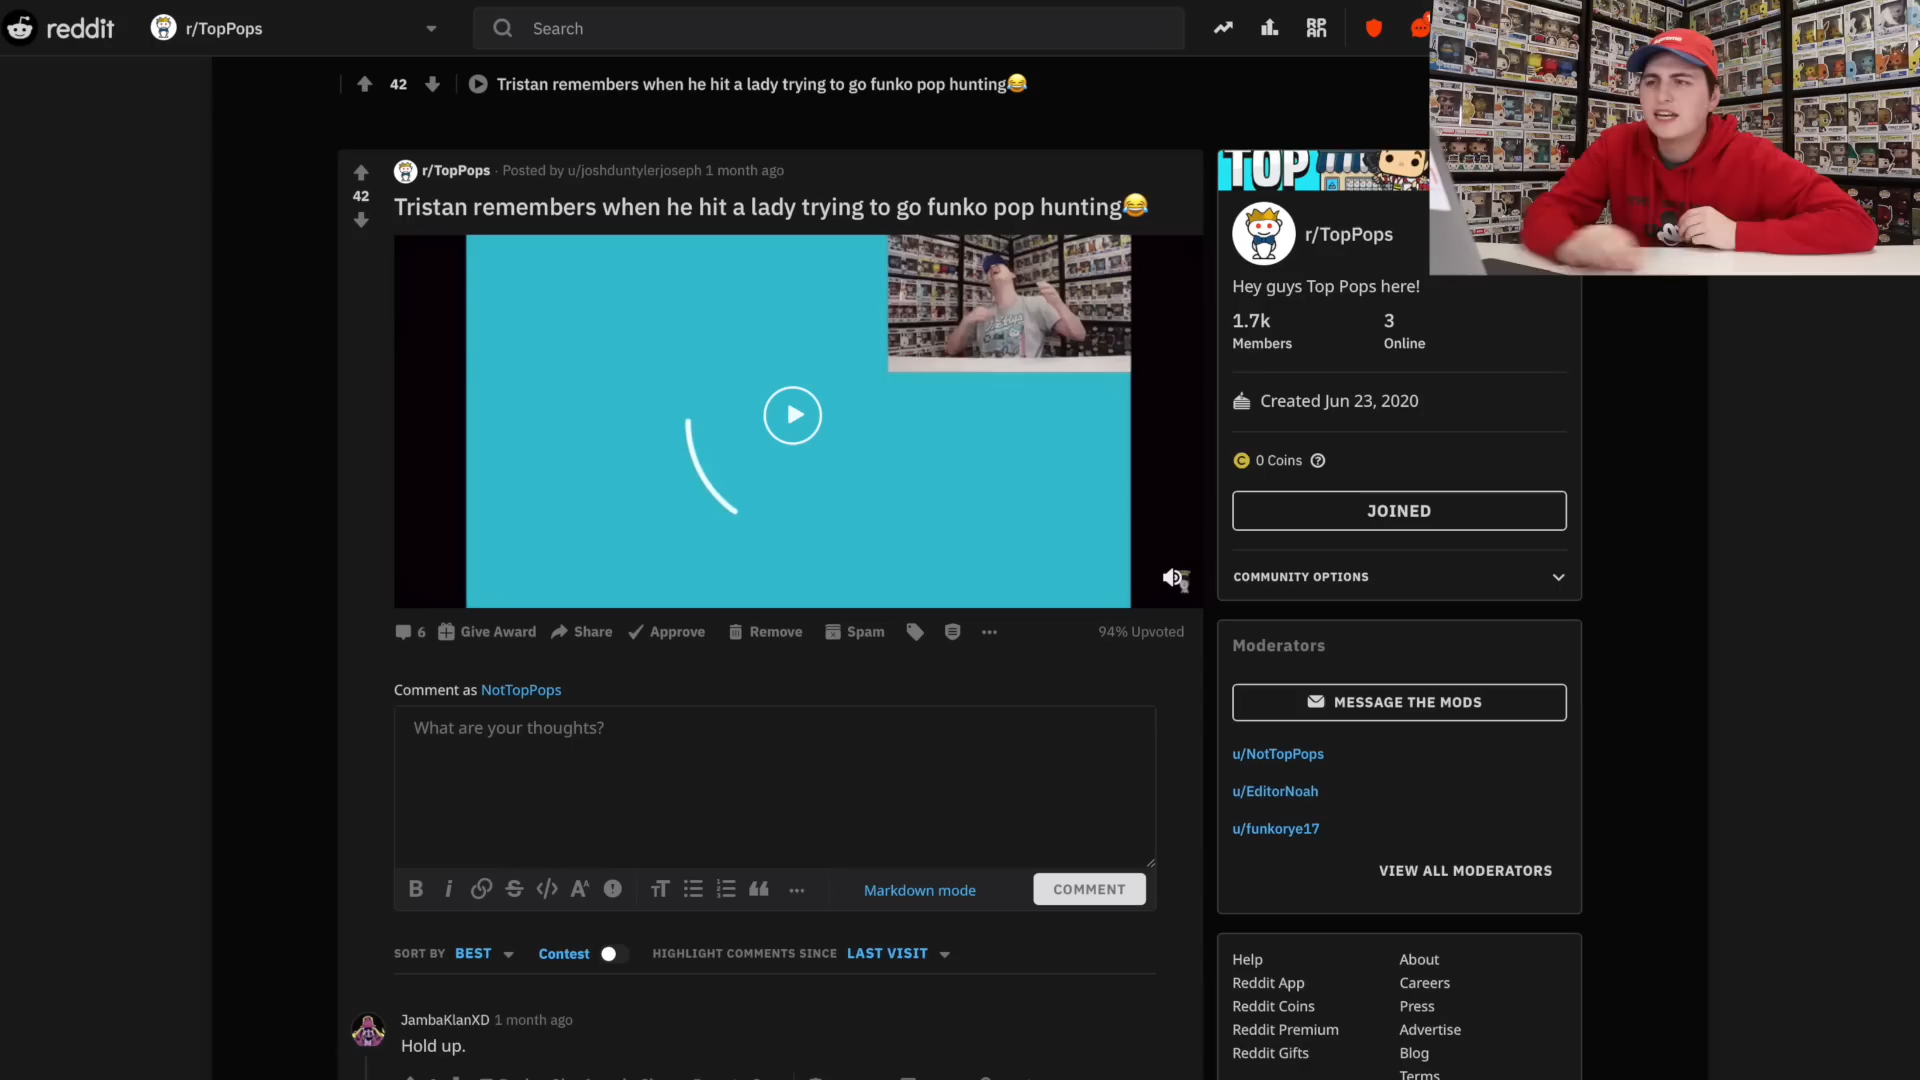 reddit
r/TopPops
Search
42
Tristan remembers when he hit a lady trying to go funko pop hunting😂
42
r/TopPops · Posted by u/joshduntylerjoseph 1 month ago
Tristan remembers when he hit a lady trying to go funko pop hunting😂
6 Give Award Share Approve Remove Spam ... 94% Upvoted
Comment as NotTopPops
What are your thoughts?
Markdown mode
COMMENT
SORT BY BEST Contest HIGHLIGHT COMMENTS SINCE LAST VISIT
JambaKlanXD 1 month ago
Hold up.
TOP
r/TopPops
Hey guys Top Pops here!
1.7k
Members
3
Online
Created Jun 23, 2020
0 Coins
JOINED
COMMUNITY OPTIONS
Moderators
MESSAGE THE MODS
u/NotTopPops
u/EditorNoah
u/funkorye17
VIEW ALL MODERATORS
Help
Reddit App
Reddit Coins
Reddit Premium
Reddit Gifts
About
Careers
Press
Advertise
Blog
Terms